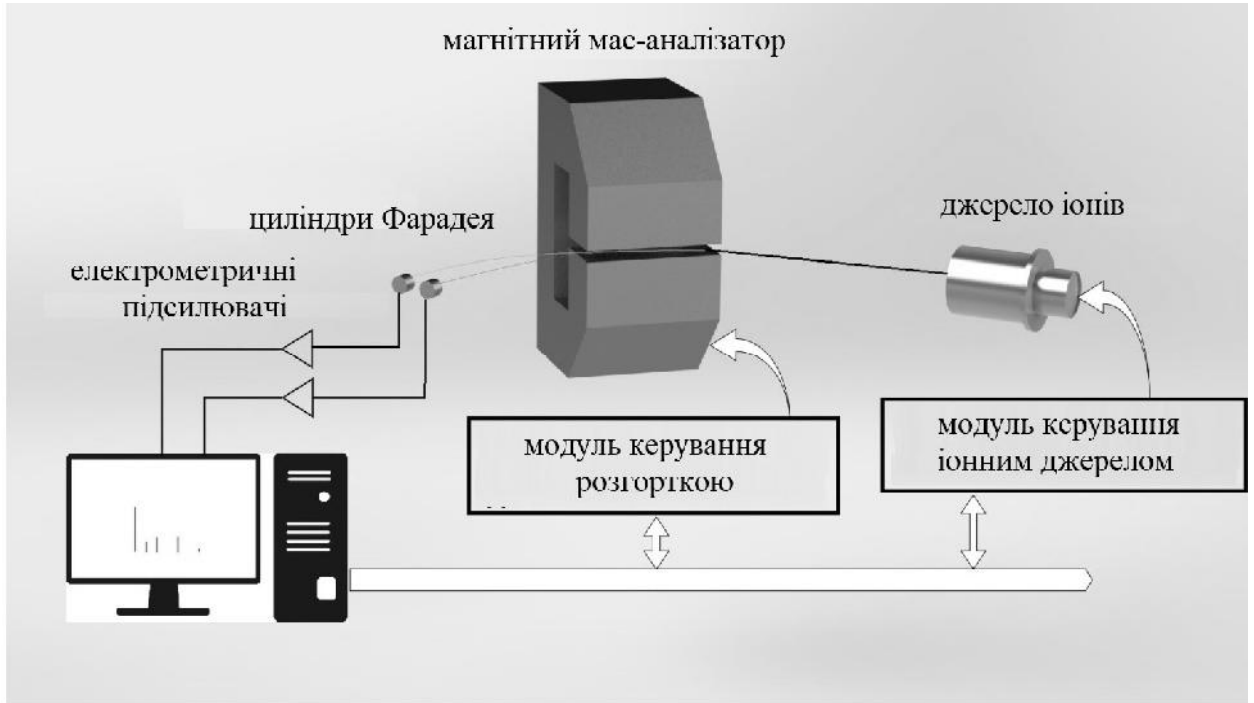 магнітний мас-аналізатор
циліндри Фарадея
джерело іонів
електрометричні
підсилювачі
модуль керування
розгорткою
модуль керування
іонним джерелом